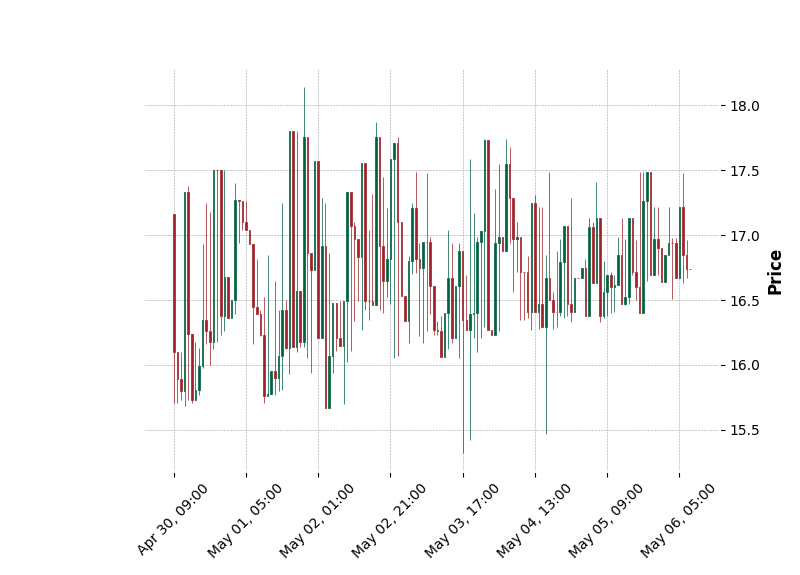 18.0
17.5
17.0
16.5
16.0
15.5
Price
Apr 30, 09:00
May 01, 05:00
May 02, 01:00
May 02, 21:00
May 03, 17:00
May 04, 13:00
May 05, 09:00
May 06, 05:00